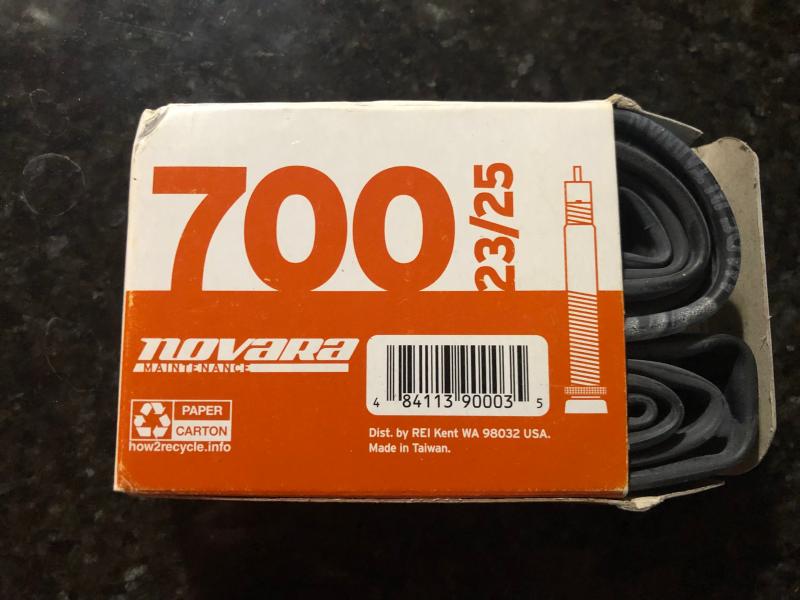 700
23/25
novara
MAINTENANCE
4 84113 90003 5
PAPER
CARTON
how2recycle.info
Dist. by REI Kent WA 98032 USA.
Made in Taiwan.